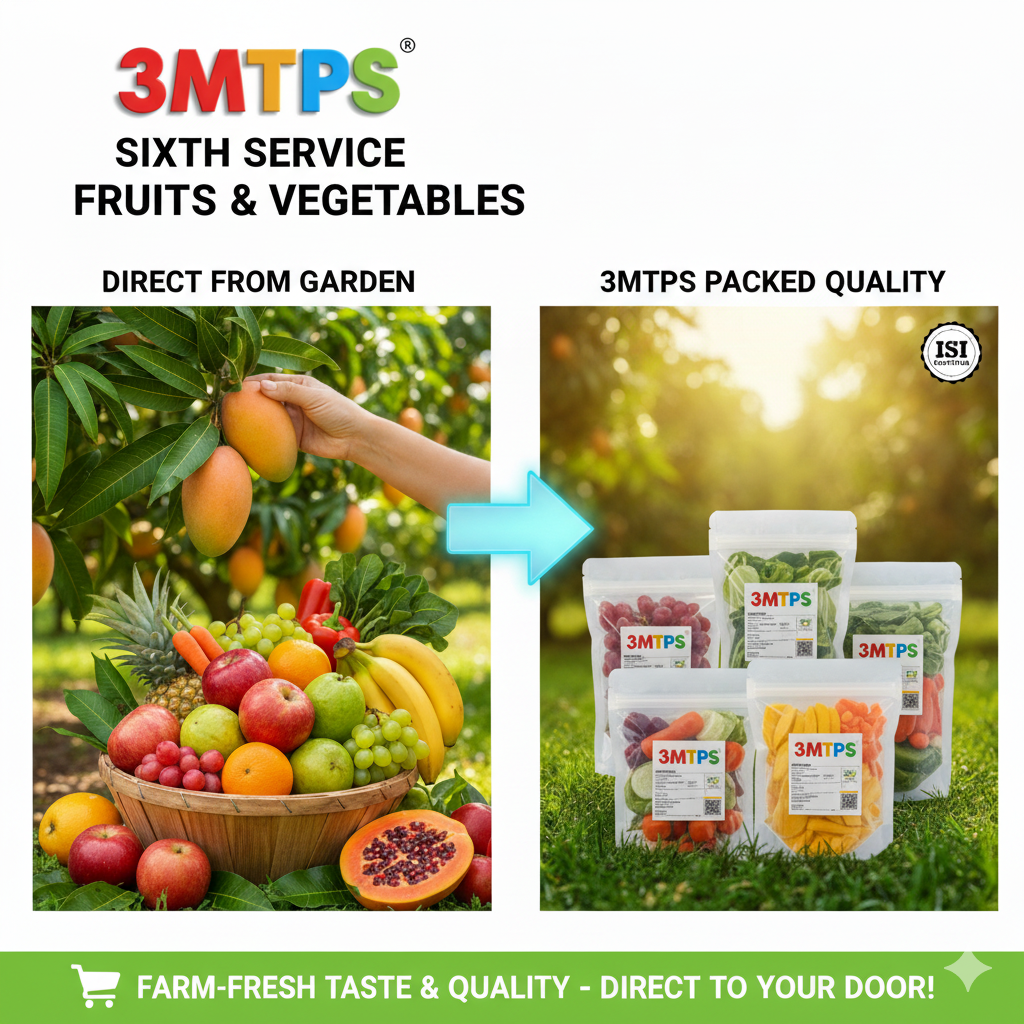 3MTPS®
SIXTH SERVICE
FRUITS & VEGETABLES
DIRECT FROM GARDEN
3MTPS PACKED QUALITY
ISI
3MTPS
3MTPS
3MTPS
3MTPS
3MTPS
FARM-FRESH TASTE & QUALITY - DIRECT TO YOUR DOOR!